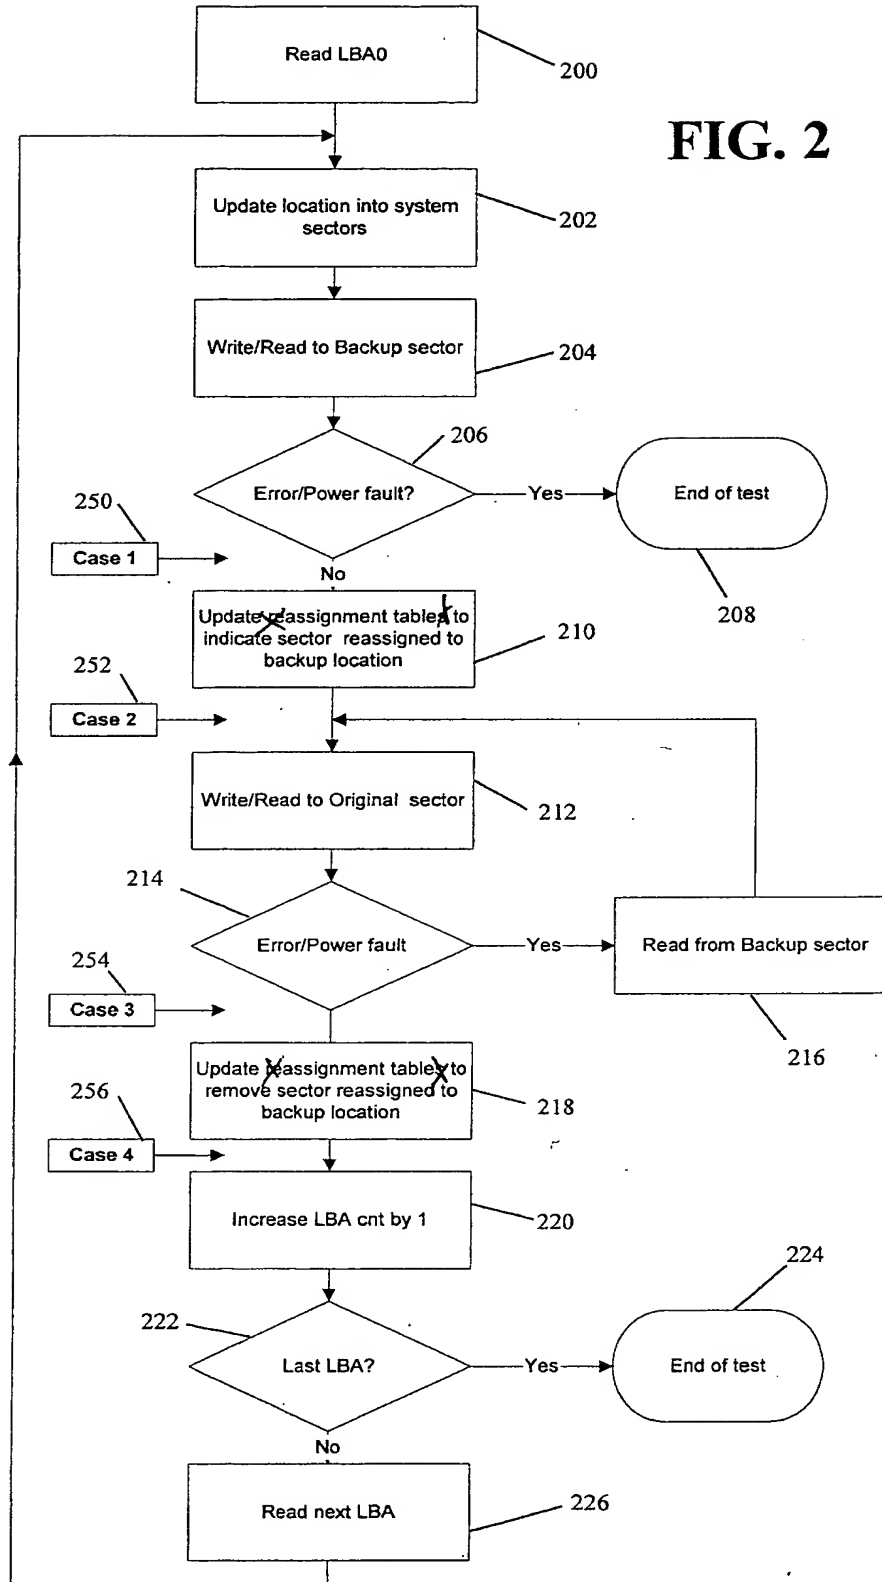 Read LBA0
200
FIG. 2
Update location into system
sectors
202
Write/Read to Backup sector
204
206
Error/Power fault?
Yes
End of test
208
250
Case 1
No
Update reassignment tables to
indicate sector reassigned to
backup location
210
252
Case 2
Write/Read to Original sector
212
214
Error/Power fault
Yes
Read from Backup sector
216
254
Case 3
Update reassignment tables to
remove sector reassigned to
backup location
218
256
Case 4
Increase LBA cnt by 1
220
222
Last LBA?
Yes
End of test
224
No
Read next LBA
226